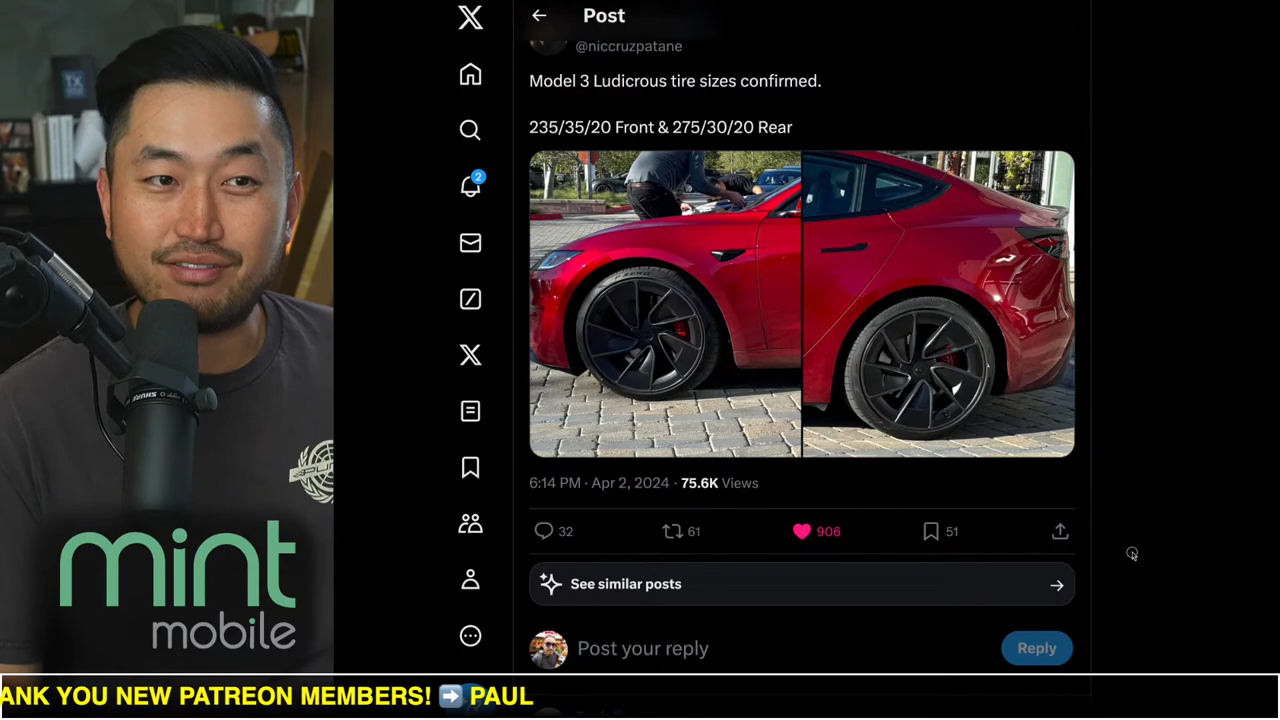 Post
@niccruzpatane
Model 3 Ludicrous tire sizes confirmed.
235/35/20 Front & 275/30/20 Rear
2
6:14 PM · Apr 2, 2024 · 75.6K Views
32 61 906 51
See similar posts
Post your reply
Reply
SHURE
mint
mobile
ANK YOU NEW PATREON MEMBERS! ➡️ PAUL